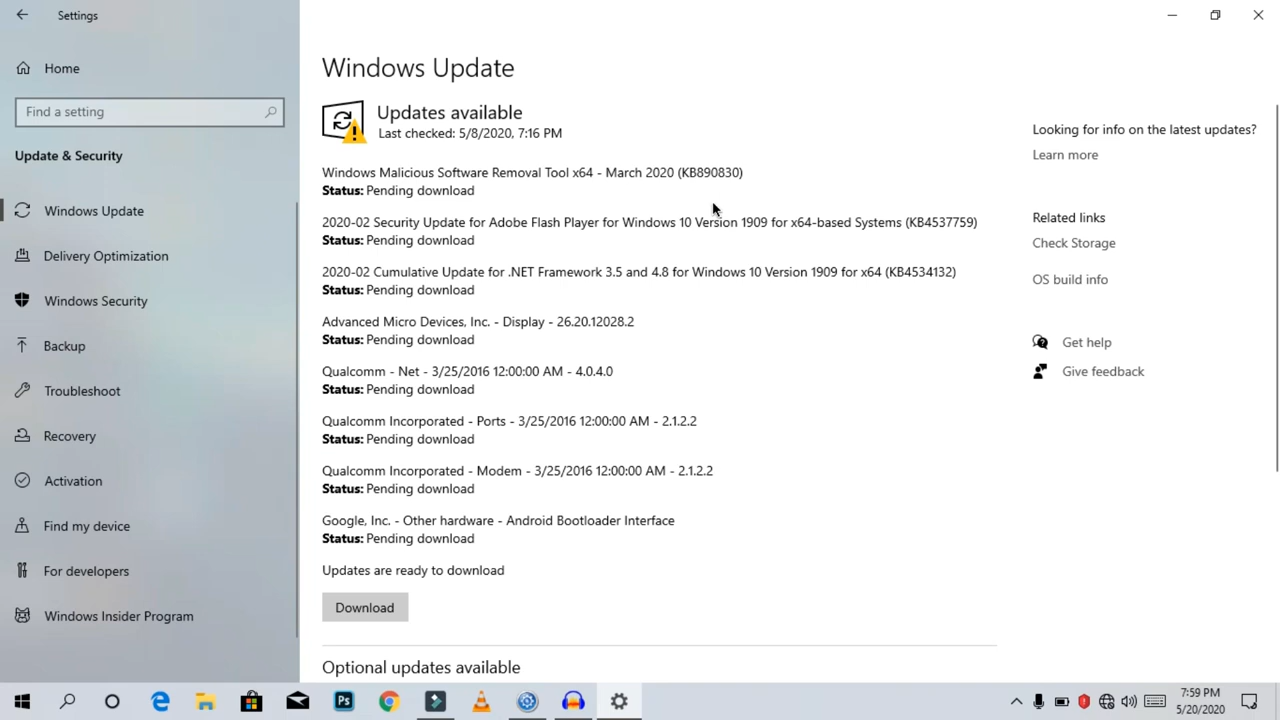 Settings
Home
Find a setting
Update & Security
Windows Update
Delivery Optimization
Windows Security
Backup
Troubleshoot
Recovery
Activation
Find my device
For developers
Windows Insider Program
Windows Update
Updates available
Last checked: 5/8/2020, 7:16 PM
Windows Malicious Software Removal Tool x64 - March 2020 (KB890830)
Status: Pending download
2020-02 Security Update for Adobe Flash Player for Windows 10 Version 1909 for x64-based Systems (KB4537759)
Status: Pending download
2020-02 Cumulative Update for .NET Framework 3.5 and 4.8 for Windows 10 Version 1909 for x64 (KB4534132)
Status: Pending download
Advanced Micro Devices, Inc. - Display - 26.20.12028.2
Status: Pending download
Qualcomm - Net - 3/25/2016 12:00:00 AM - 4.0.4.0
Status: Pending download
Qualcomm Incorporated - Ports - 3/25/2016 12:00:00 AM - 2.1.2.2
Status: Pending download
Qualcomm Incorporated - Modem - 3/25/2016 12:00:00 AM - 2.1.2.2
Status: Pending download
Google, Inc. - Other hardware - Android Bootloader Interface
Status: Pending download
Updates are ready to download
Download
Optional updates available
Looking for info on the latest updates?
Learn more
Related links
Check Storage
OS build info
Get help
Give feedback
Ps
7:59 PM
5/20/2020